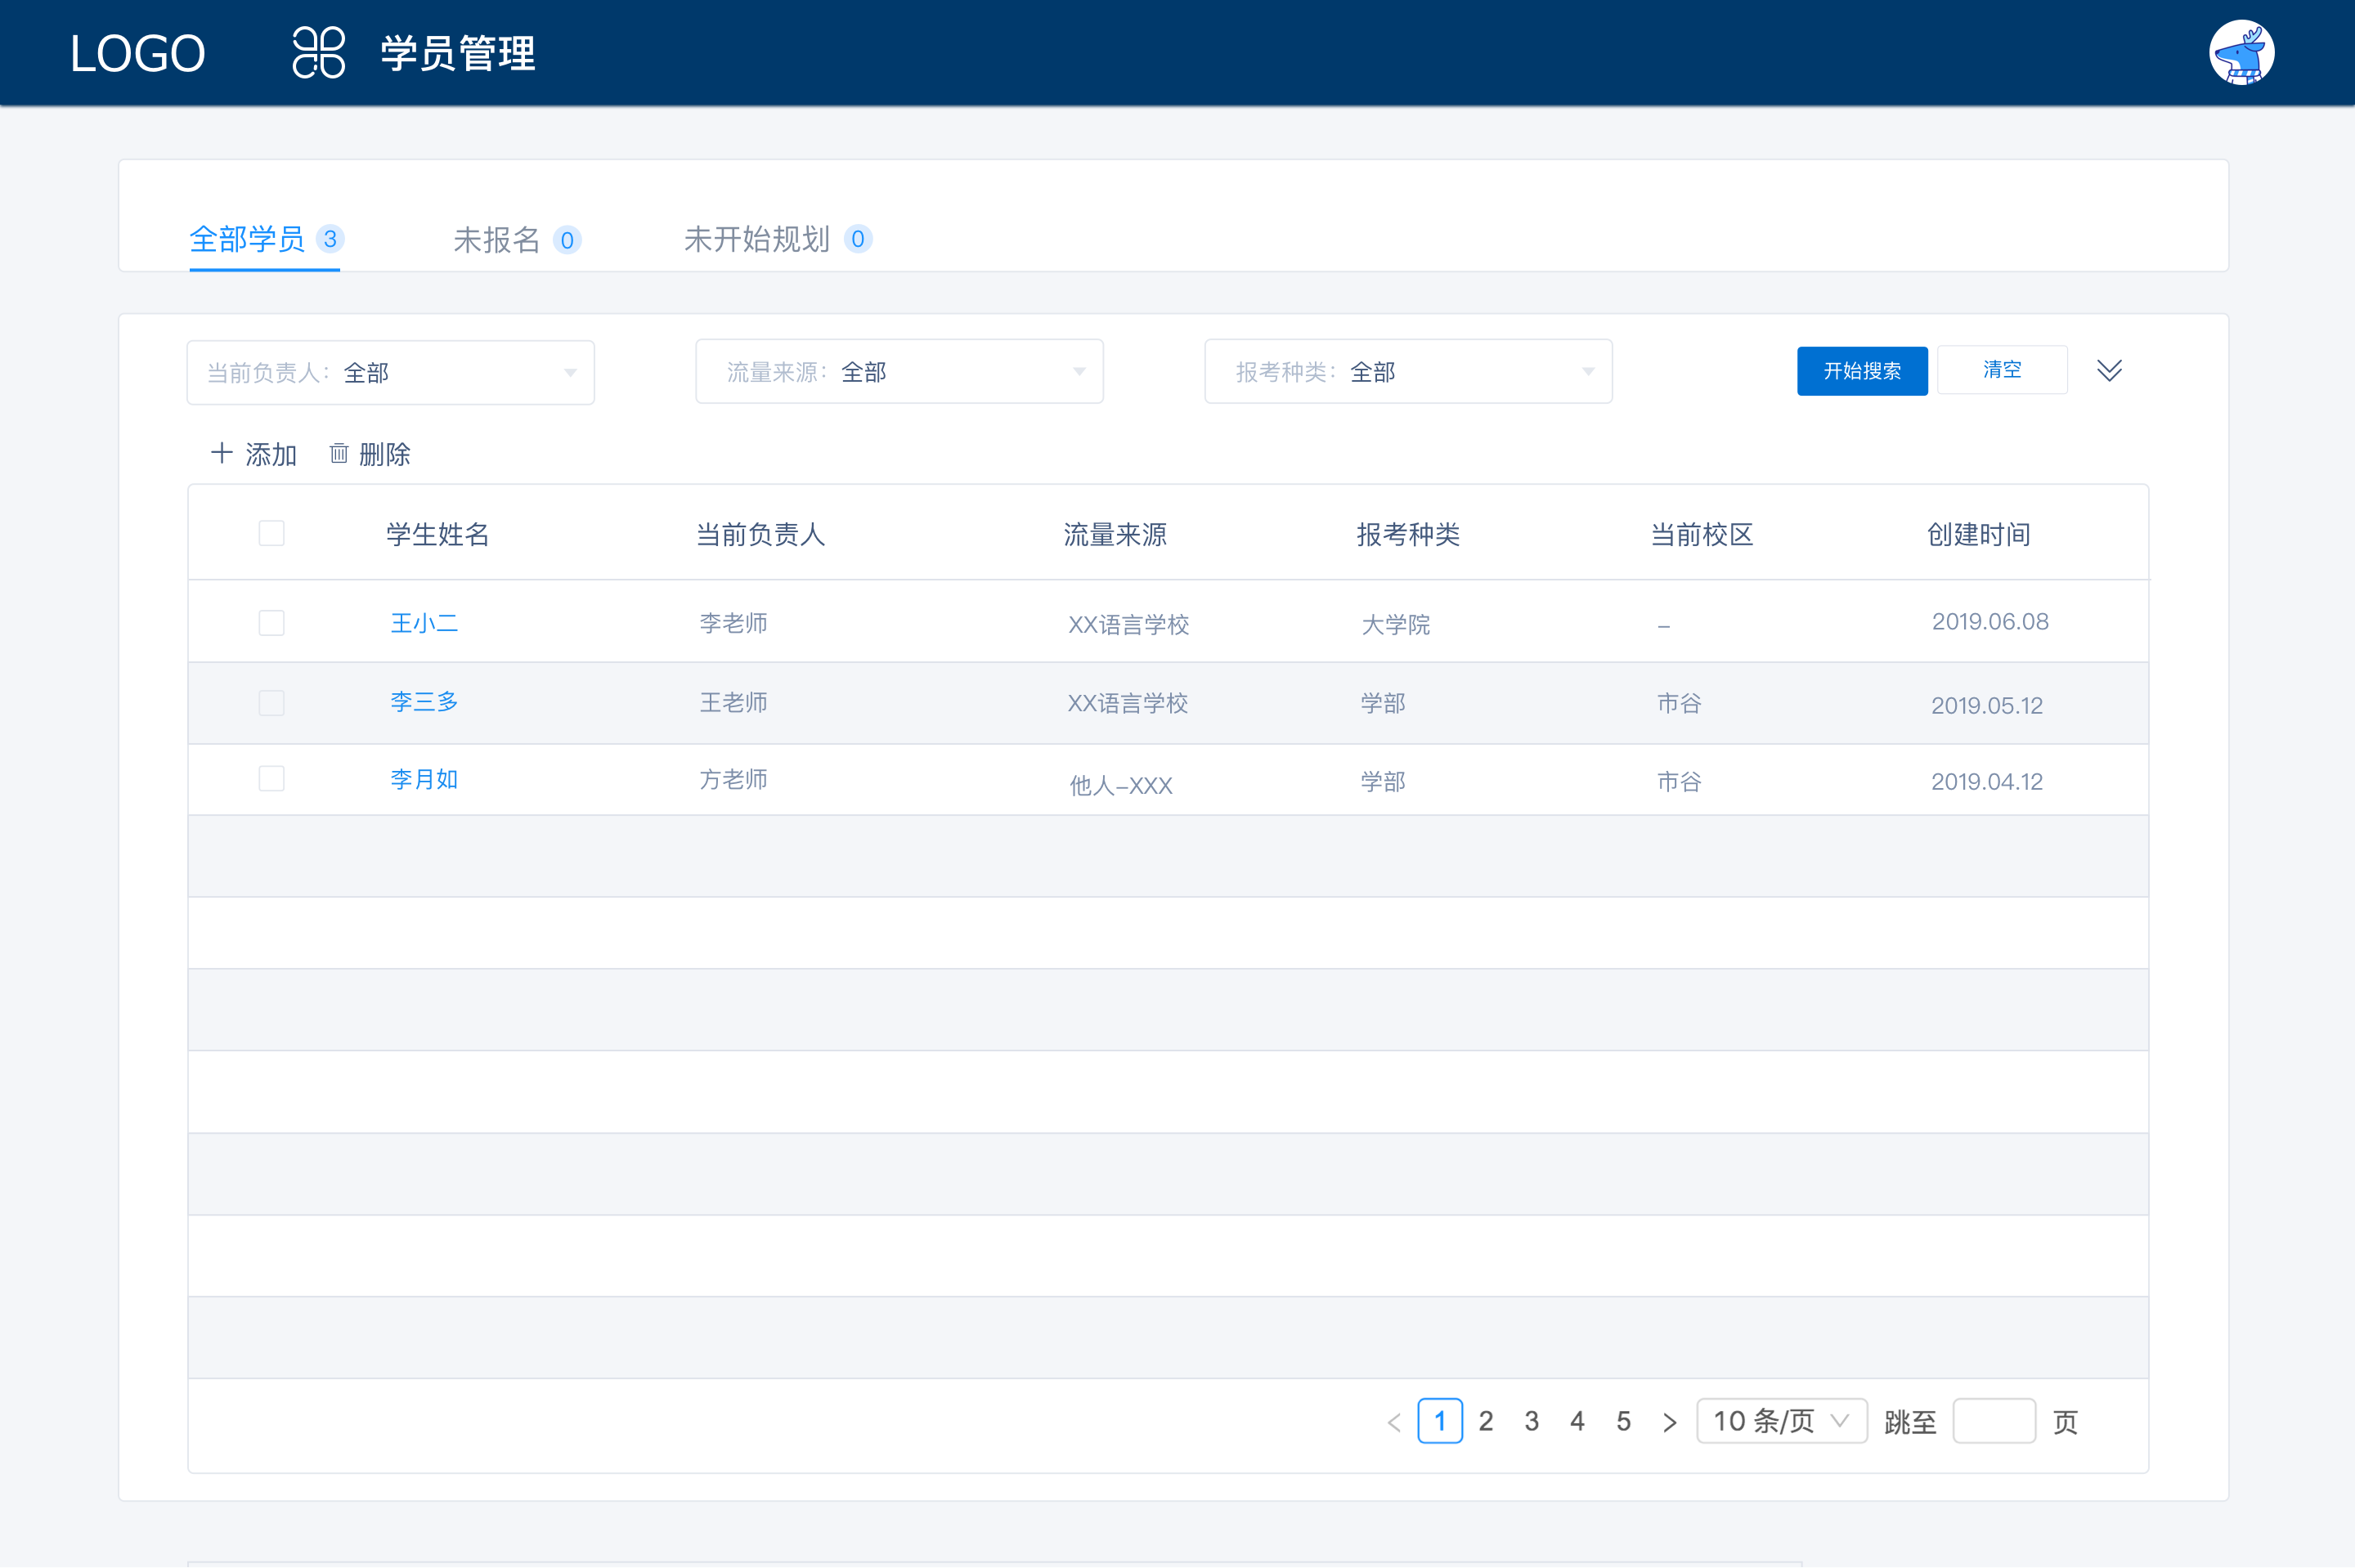 LOGO 学员管理
全部学员 3 未报名 0 未开始规划 0
当前负责人： 全部 流量来源： 全部 报考种类： 全部 开始搜索 清空
添加 删除
学生姓名 当前负责人 流量来源 报考种类 当前校区 创建时间
王小二 李老师 XX语言学校 大学院 – 2019.06.08
李三多 王老师 XX语言学校 学部 市谷 2019.05.12
李月如 方老师 他人–XXX 学部 市谷 2019.04.12
1 2 3 4 5 10 条/页 跳至 页